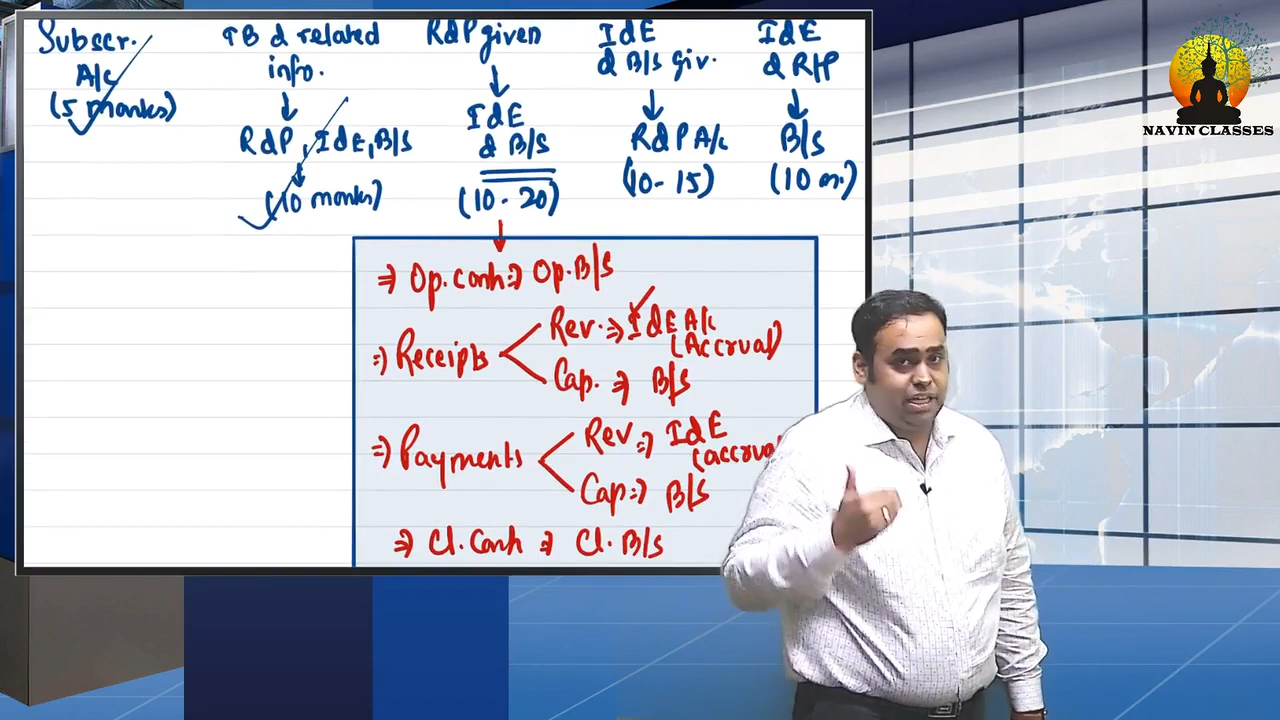 Subscr.
A/c
(5 marks)
TB & related
info.
R&P, I&E, B/S
(10 marks)
R&P given
I&E
& B/S
(10-20)
I&E
& B/S giv.
R&P A/c
(10-15)
I&E
& R/P
B/S
(10 m.)
⇒ Op. Cash ⇒ Op. B/S
⇒ Receipts
Rev. ⇒ I&E A/c
(Accrual)
Cap. ⇒ B/S
⇒ Payments
Rev ⇒ I&E
(accrua
Cap ⇒ B/S
⇒ Cl. Cash ⇒ Cl. B/S
NAVIN CLASSES